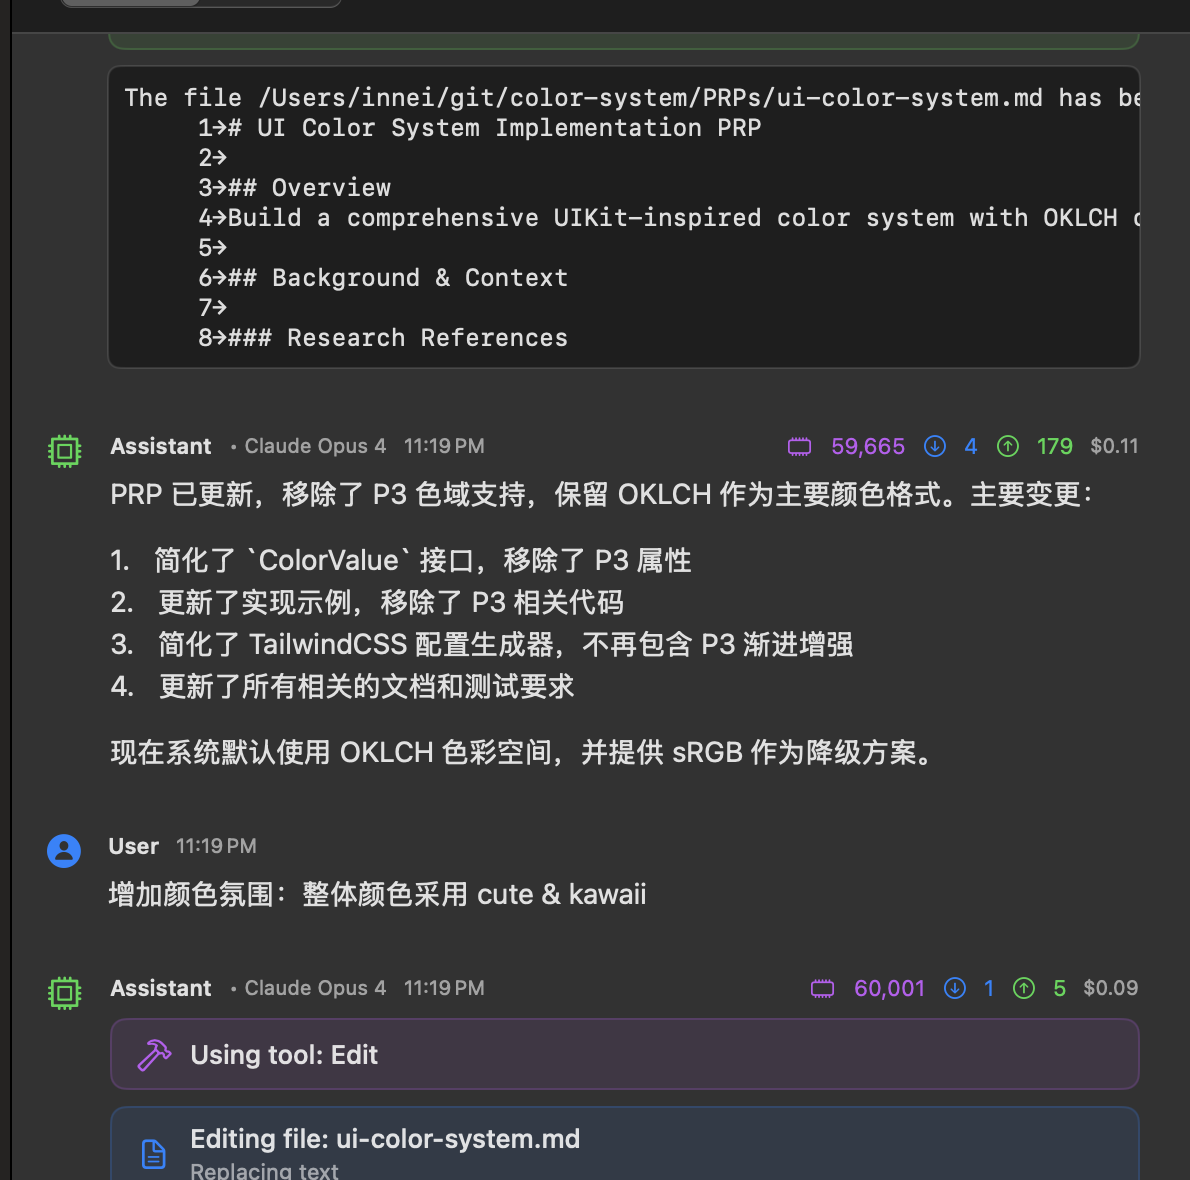 The file /Users/innei/git/color-system/PRPs/ui-color-system.md has be
1→# UI Color System Implementation PRP
2→
3→## Overview
4→Build a comprehensive UIKit-inspired color system with OKLCH
5→
6→## Background & Context
7→
8→### Research References
Assistant • Claude Opus 4 11:19 PM 59,665 4 179 $0.11
PRP 已更新，移除了 P3 色域支持，保留 OKLCH 作为主要颜色格式。主要变更：
1. 简化了 `ColorValue` 接口，移除了 P3 属性
2. 更新了实现示例，移除了 P3 相关代码
3. 简化了 TailwindCSS 配置生成器，不再包含 P3 渐进增强
4. 更新了所有相关的文档和测试要求
现在系统默认使用 OKLCH 色彩空间，并提供 sRGB 作为降级方案。
User 11:19 PM
增加颜色氛围：整体颜色采用 cute & kawaii
Assistant • Claude Opus 4 11:19 PM 60,001 1 5 $0.09
Using tool: Edit
Editing file: ui-color-system.md
Replacing text